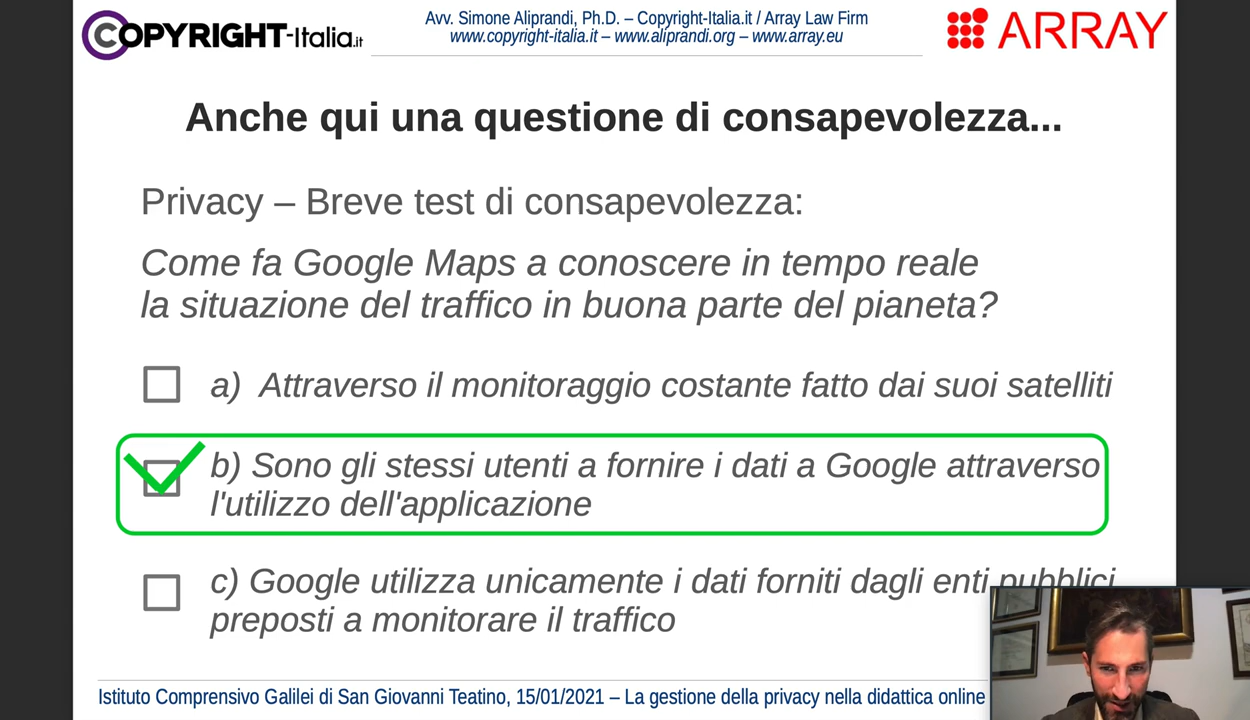 COPYRIGHT-Italia.it
Avv. Simone Aliprandi, Ph.D. – Copyright-Italia.it / Array Law Firm
www.copyright-italia.it – www.aliprandi.org – www.array.eu
ARRAY
Anche qui una questione di consapevolezza...
Privacy – Breve test di consapevolezza:
Come fa Google Maps a conoscere in tempo reale
la situazione del traffico in buona parte del pianeta?
a) Attraverso il monitoraggio costante fatto dai suoi satelliti
b) Sono gli stessi utenti a fornire i dati a Google attraverso
l'utilizzo dell'applicazione
c) Google utilizza unicamente i dati forniti dagli enti pubblici
preposti a monitorare il traffico
Istituto Comprensivo Galilei di San Giovanni Teatino, 15/01/2021 – La gestione della privacy nella didattica online